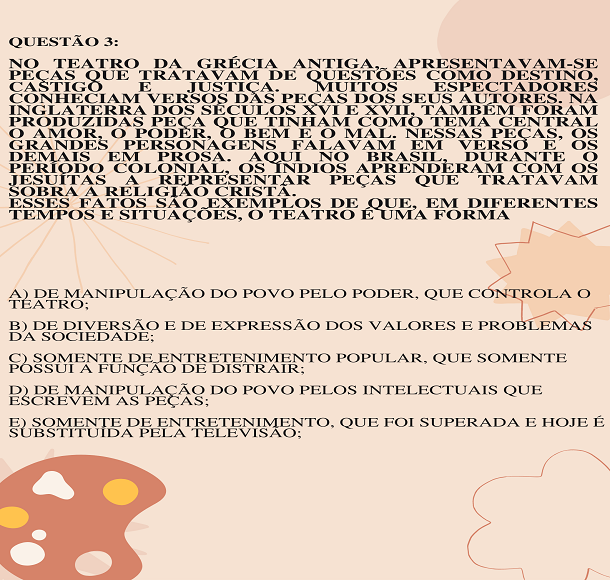 QUESTÃO 3:
NO TEATRO DA GRÉCIA ANTIGA, APRESENTAVAM-SE
PEÇAS QUE TRATAVAM DE QUESTÕES COMO DESTINO,
CASTIGO E JUSTIÇA. MUITOS ESPECTADORES
CONHECIAM VERSOS DAS PEÇAS DOS SEUS AUTORES. NA
INGLATERRA DOS SÉCULOS XVI E XVII, TAMBÉM FORAM
PRODUZIDAS PEÇA QUE TINHAM COMO TEMA CENTRAL
O AMOR, O PODER, O BEM E O MAL. NESSAS PEÇAS, OS
GRANDES PERSONAGENS FALAVAM EM VERSO E OS
DEMAIS EM PROSA. AQUI NO BRASIL, DURANTE O
PERÍODO COLONIAL, OS ÍNDIOS APRENDERAM COM OS
JESUÍTAS A REPRESENTAR PEÇAS QUE TRATAVAM
SOBRA A RELIGIÃO CRISTÃ.
ESSES FATOS SÃO EXEMPLOS DE QUE, EM DIFERENTES
TEMPOS E SITUAÇÕES, O TEATRO É UMA FORMA
A) DE MANIPULAÇÃO DO POVO PELO PODER, QUE CONTROLA O
TEATRO;
B) DE DIVERSÃO E DE EXPRESSÃO DOS VALORES E PROBLEMAS
DA SOCIEDADE;
C) SOMENTE DE ENTRETENIMENTO POPULAR, QUE SOMENTE
POSSUI A FUNÇÃO DE DISTRAIR;
D) DE MANIPULAÇÃO DO POVO PELOS INTELECTUAIS QUE
ESCREVEM AS PEÇAS;
E) SOMENTE DE ENTRETENIMENTO, QUE FOI SUPERADA E HOJE É
SUBSTITUÍDA PELA TELEVISÃO;